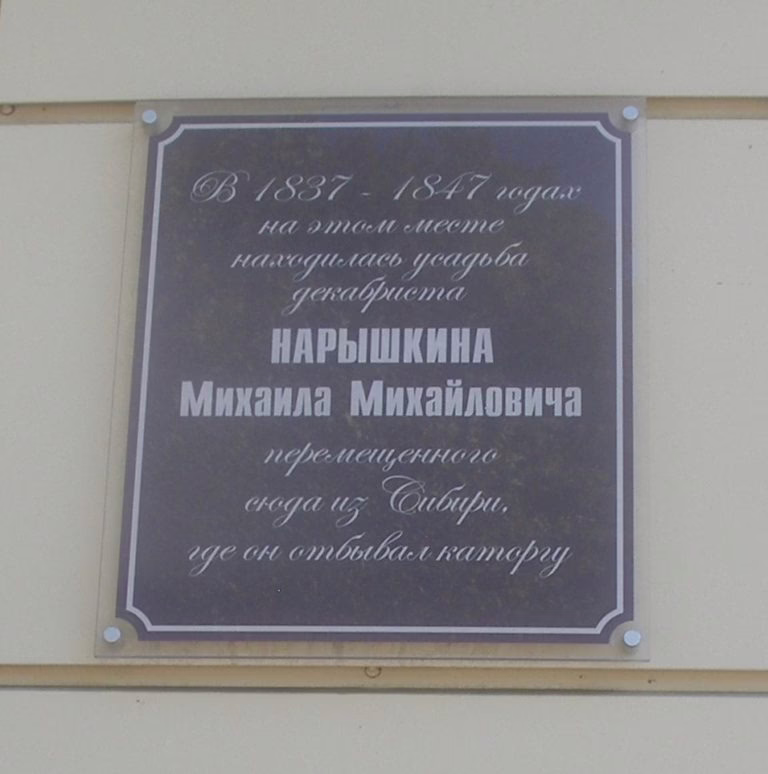 В 1837 - 1847 годах
на этом месте
находилась усадьба
декабриста
НАРЫШКИНА
Михаила Михайловича
перемещенного
сюда из Сибири,
где он отбывал каторгу